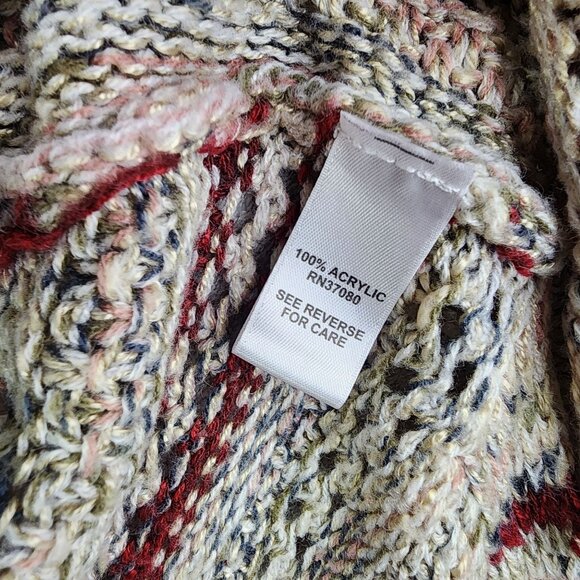 100% ACRYLIC
RN37080
SEE REVERSE
FOR CARE